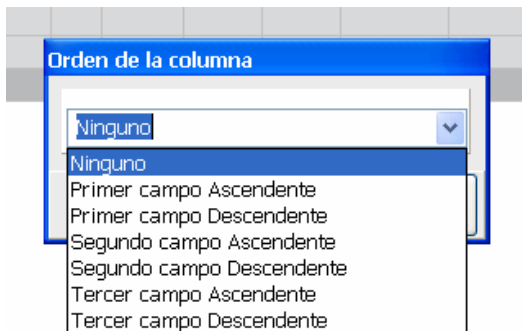 Orden de la columna
Ninguno
Ninguno
Primer campo Ascendente
Primer campo Descendente
Segundo campo Ascendente
Segundo campo Descendente
Tercer campo Ascendente
Tercer campo Descendente